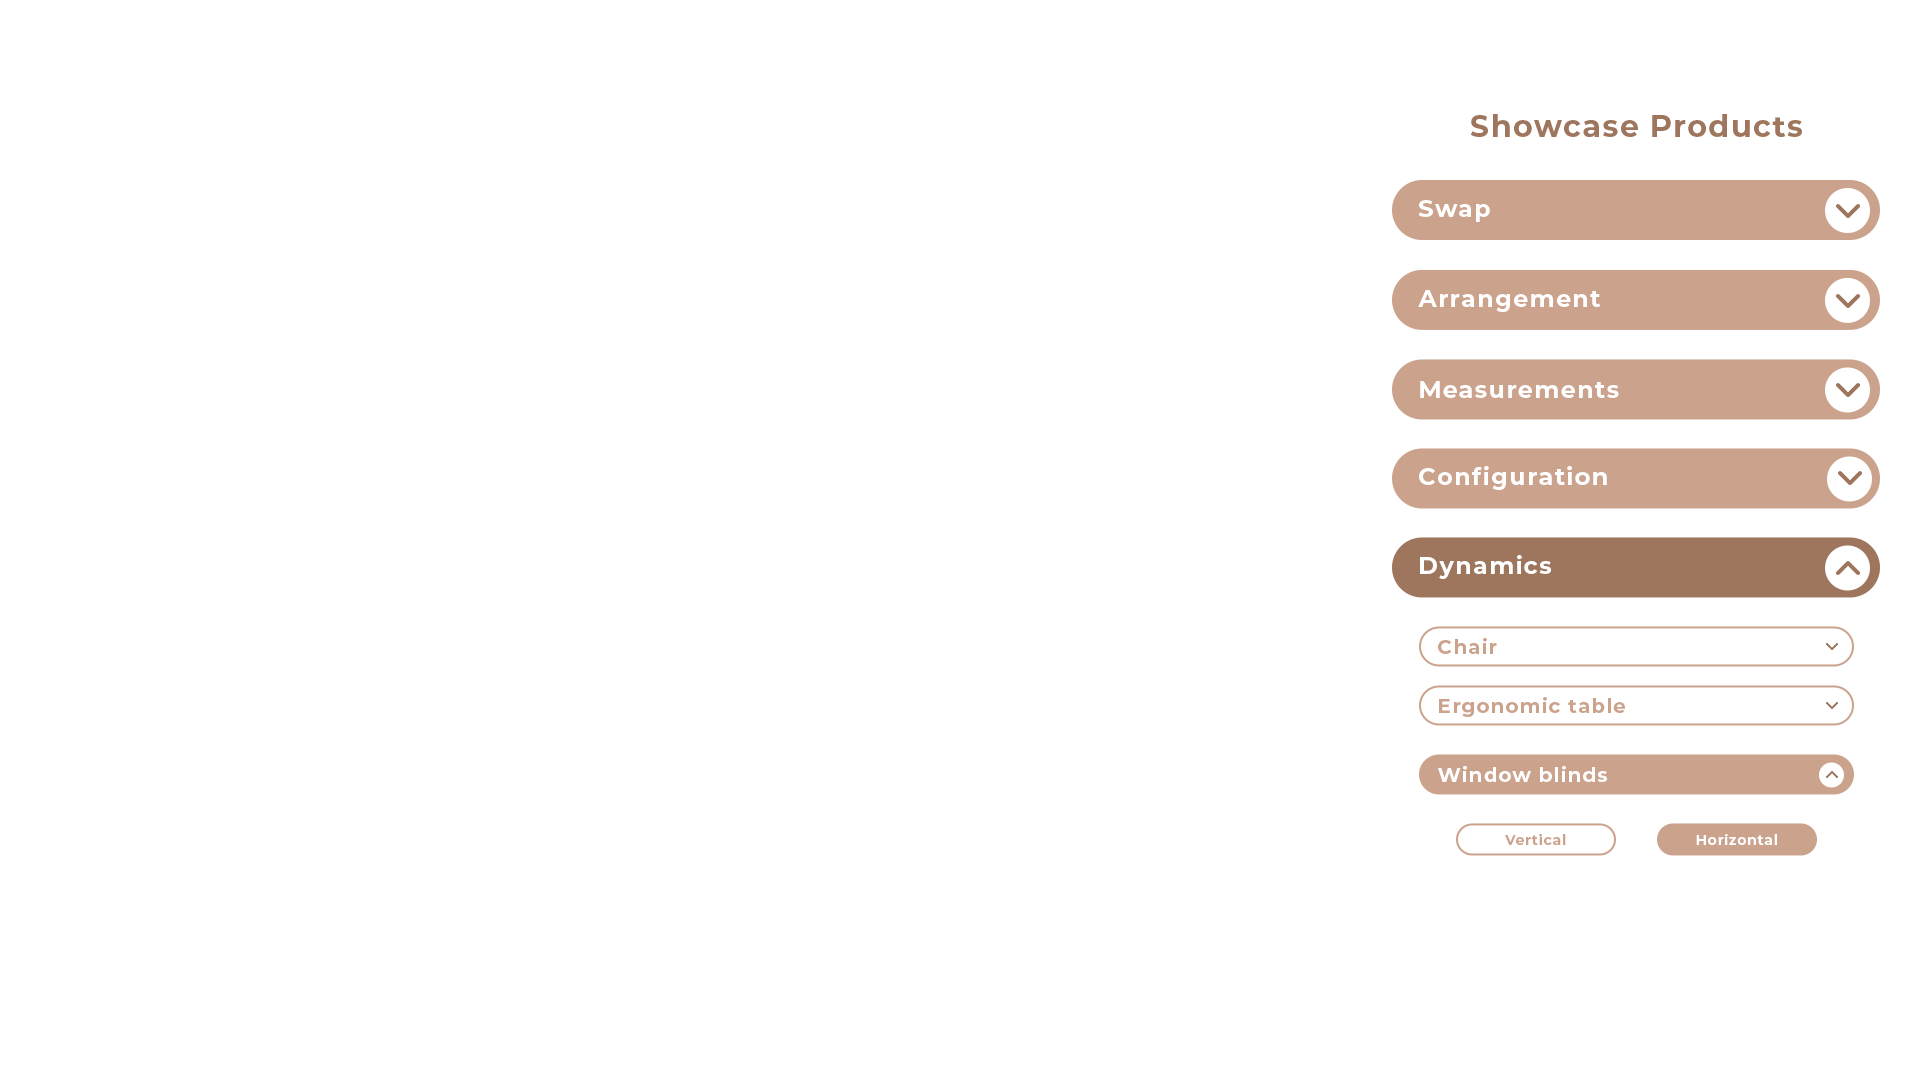 Showcase Products
Swap
Arrangement
Measurements
Configuration
Dynamics
Chair
Ergonomic table
Window blinds
Vertical
Horizontal